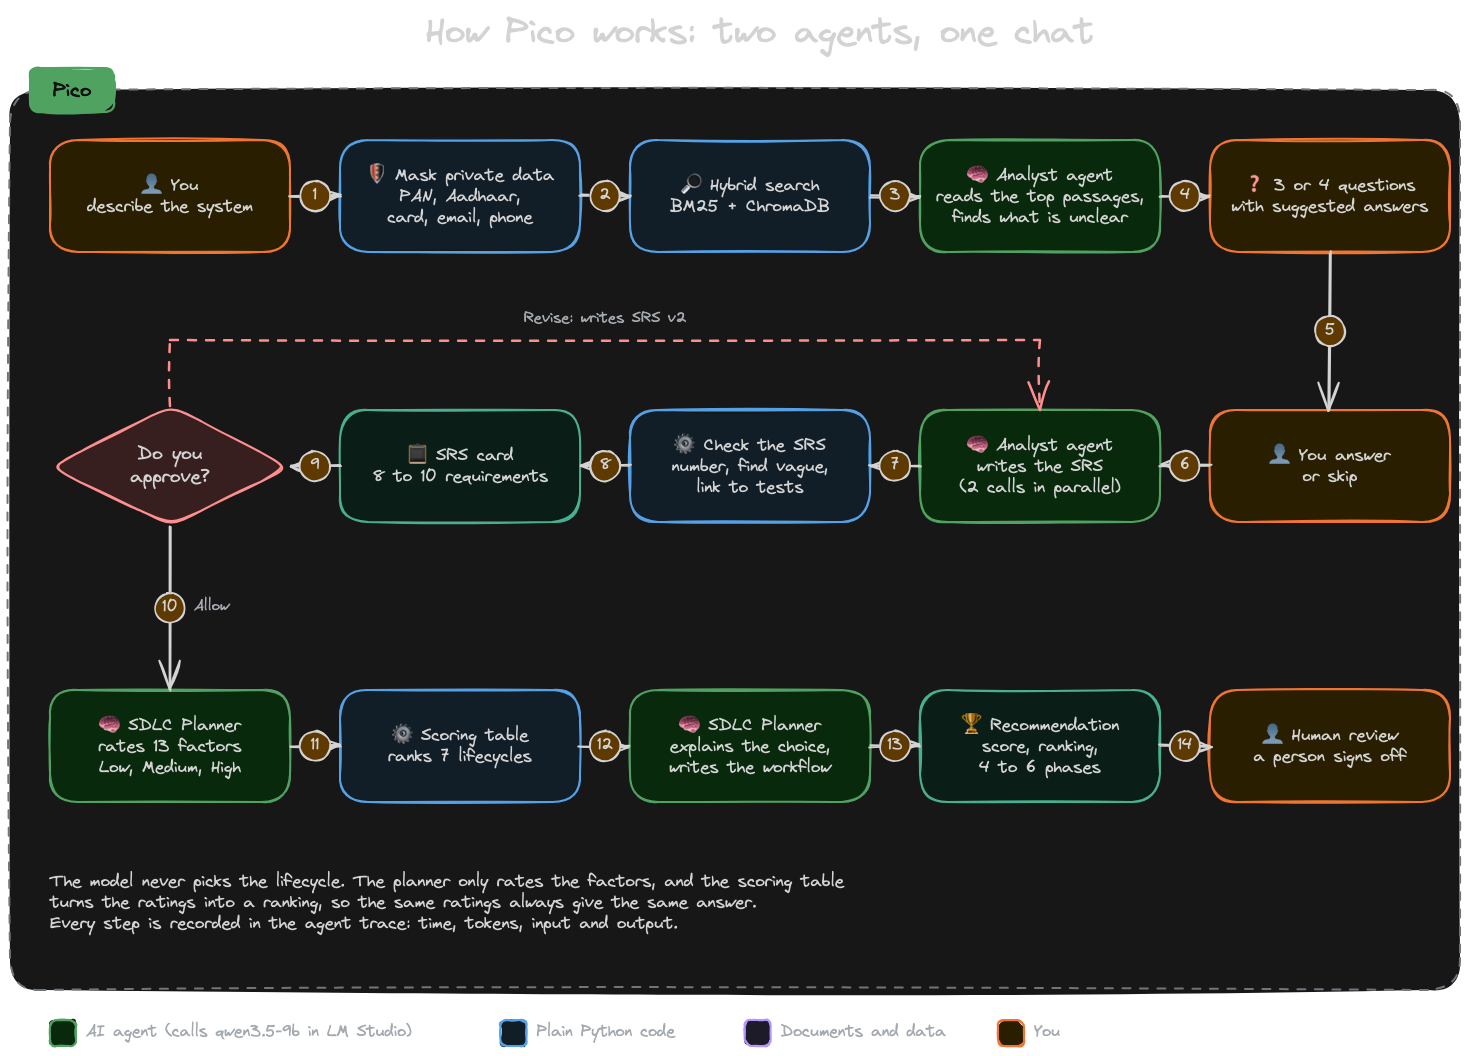 How Pico works: two agents, one chat
Pico
You
describe the system
1
Mask private data
PAN, Aadhaar,
card, email, phone
2
Hybrid search
BM25 + ChromaDB
3
Analyst agent
reads the top passages,
finds what is unclear
4
3 or 4 questions
with suggested answers
5
Revise: writes SRS v2
Do you
approve?
9
SRS card
8 to 10 requirements
8
Check the SRS
number, find vague,
link to tests
7
Analyst agent
writes the SRS
(2 calls in parallel)
6
You answer
or skip
10
Allow
SDLC Planner
rates 13 factors
Low, Medium, High
11
Scoring table
ranks 7 lifecycles
12
SDLC Planner
explains the choice,
writes the workflow
13
Recommendation
score, ranking,
4 to 6 phases
14
Human review
a person signs off
The model never picks the lifecycle. The planner only rates the factors, and the scoring table
turns the ratings into a ranking, so the same ratings always give the same answer.
Every step is recorded in the agent trace: time, tokens, input and output.
AI agent (calls qwen3.5-9b in LM Studio)
Plain Python code
Documents and data
You